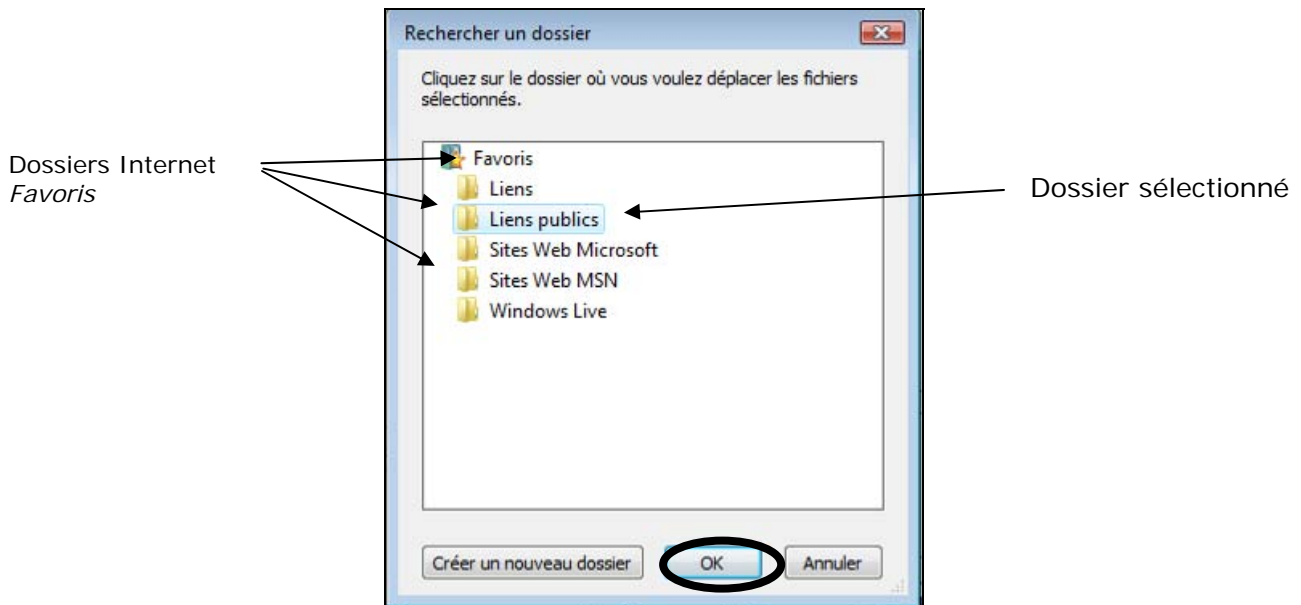 Rechercher un dossier
Cliquez sur le dossier où vous voulez déplacer les fichiers
sélectionnés.
Dossiers Internet
Favoris
Favoris
Liens
Liens publics
Sites Web Microsoft
Sites Web MSN
Windows Live
Dossier sélectionné
Créer un nouveau dossier
OK
Annuler